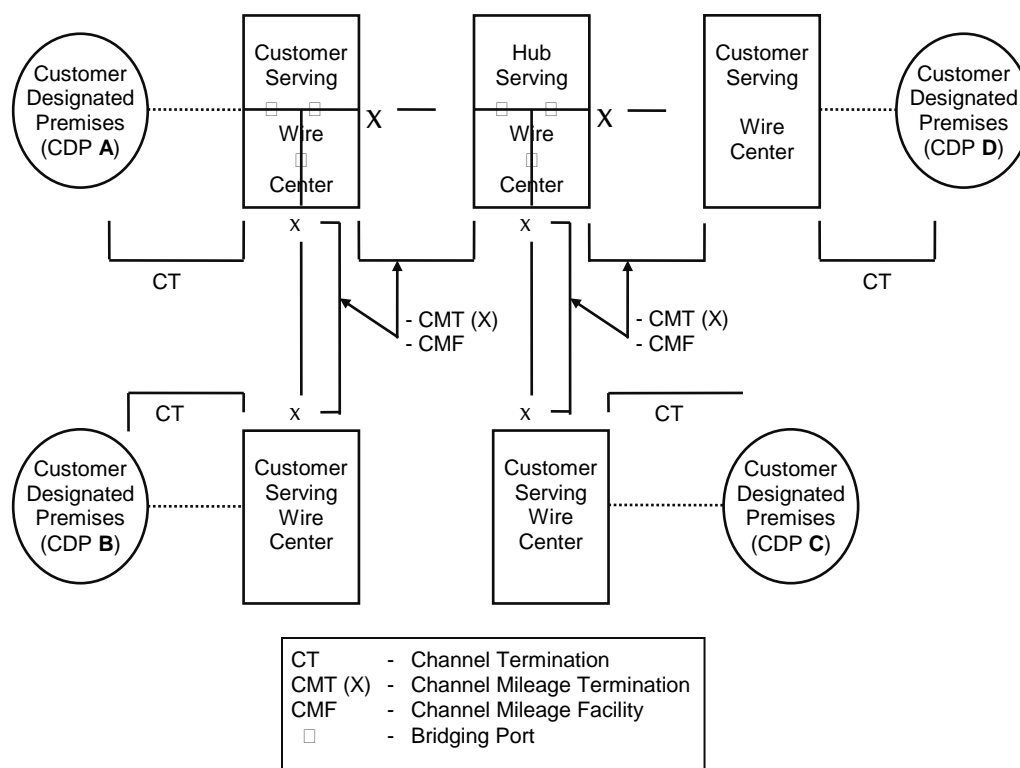 Customer
Designated
Premises
(CDP A)
Customer
Serving
Wire
Center
X
Hub
Serving
Wire
Center
X
Customer
Serving
Wire
Center
Customer
Designated
Premises
(CDP D)
CT
x
x
CT
- CMT (X)
- CMF
- CMT (X)
- CMF
CT
x
x
CT
Customer
Designated
Premises
(CDP B)
Customer
Serving
Wire
Center
Customer
Serving
Wire
Center
Customer
Designated
Premises
(CDP C)
CT - Channel Termination
CMT (X) - Channel Mileage Termination
CMF - Channel Mileage Facility
□ - Bridging Port